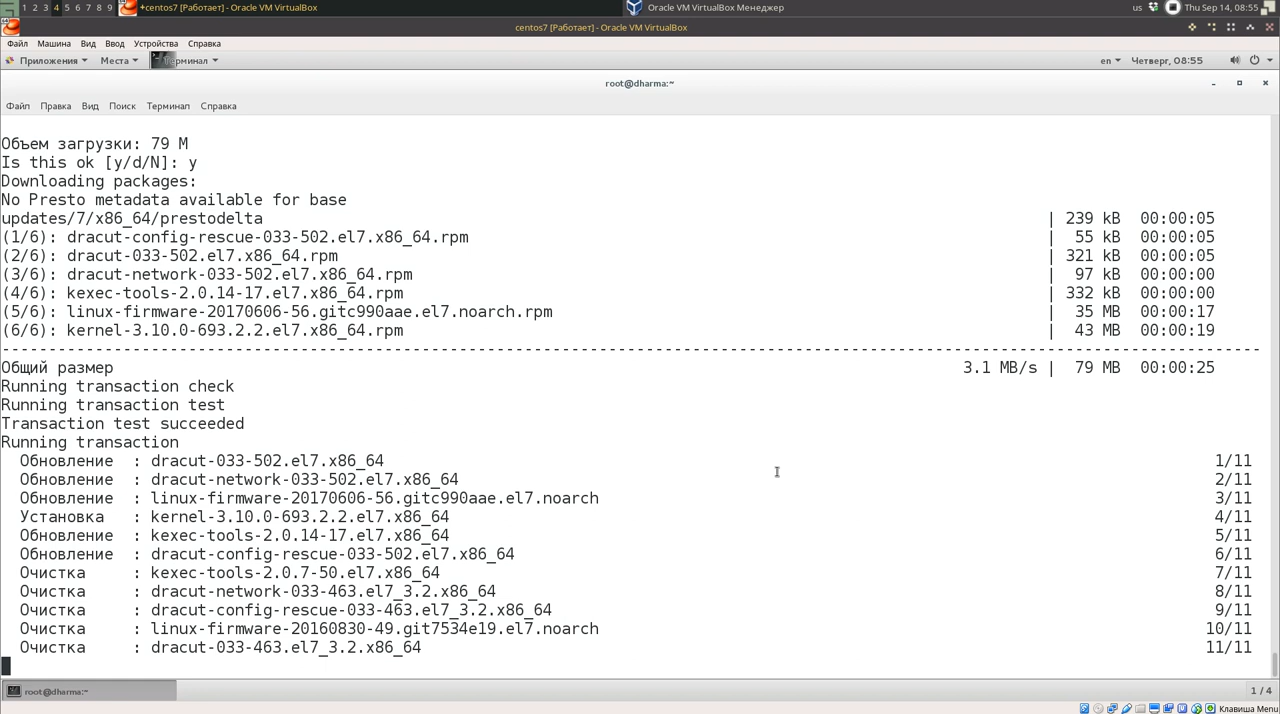 1 2 3 4 5 6 7 8 9
*centos7 [Работает] - Oracle VM VirtualBox
Oracle VM VirtualBox Менеджер
us
Thu Sep 14, 08:55
centos7 [Работает] - Oracle VM VirtualBox
Файл Машина Вид Ввод Устройства Справка
Приложения Места Терминал
en Четверг, 08:55
root@dharma:~
Файл Правка Вид Поиск Терминал Справка
Объем загрузки: 79 M
Is this ok [y/d/N]: y
Downloading packages:
No Presto metadata available for base
updates/7/x86_64/prestodelta | 239 kB 00:00:05
(1/6): dracut-config-rescue-033-502.el7.x86_64.rpm | 55 kB 00:00:05
(2/6): dracut-033-502.el7.x86_64.rpm | 321 kB 00:00:05
(3/6): dracut-network-033-502.el7.x86_64.rpm | 97 kB 00:00:00
(4/6): kexec-tools-2.0.14-17.el7.x86_64.rpm | 332 kB 00:00:00
(5/6): linux-firmware-20170606-56.gitc990aae.el7.noarch.rpm | 35 MB 00:00:17
(6/6): kernel-3.10.0-693.2.2.el7.x86_64.rpm | 43 MB 00:00:19
--------------------------------------------------------------------------------
Общий размер 3.1 MB/s | 79 MB 00:00:25
Running transaction check
Running transaction test
Transaction test succeeded
Running transaction
Обновление : dracut-033-502.el7.x86_64 1/11
Обновление : dracut-network-033-502.el7.x86_64 2/11
Обновление : linux-firmware-20170606-56.gitc990aae.el7.noarch 3/11
Установка : kernel-3.10.0-693.2.2.el7.x86_64 4/11
Обновление : kexec-tools-2.0.14-17.el7.x86_64 5/11
Обновление : dracut-config-rescue-033-502.el7.x86_64 6/11
Очистка : kexec-tools-2.0.7-50.el7.x86_64 7/11
Очистка : dracut-network-033-463.el7_3.2.x86_64 8/11
Очистка : dracut-config-rescue-033-463.el7_3.2.x86_64 9/11
Очистка : linux-firmware-20160830-49.git7534e19.el7.noarch 10/11
Очистка : dracut-033-463.el7_3.2.x86_64 11/11
root@dharma:~
1 / 4
Клавиша Menu